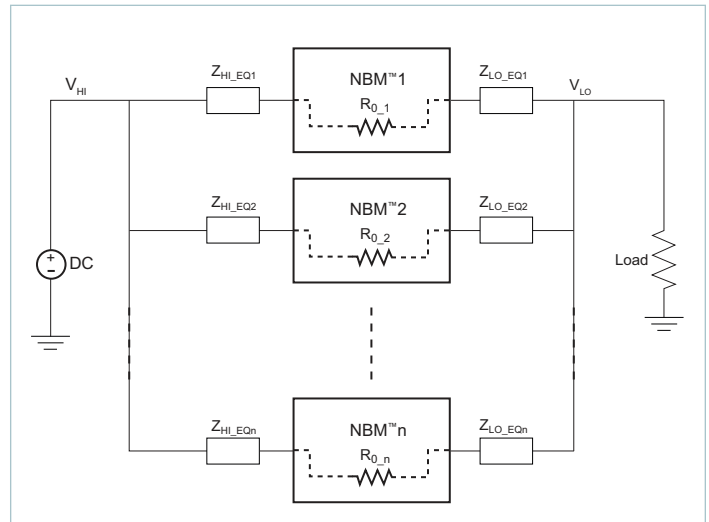 V_HI
Z_HI_EQ1
NBM™1
R_0_1
Z_LO_EQ1
V_LO
Z_HI_EQ2
NBM™2
R_0_2
Z_LO_EQ2
+
DC
Load
Z_HI_EQn
NBM™n
R_0_n
Z_LO_EQn